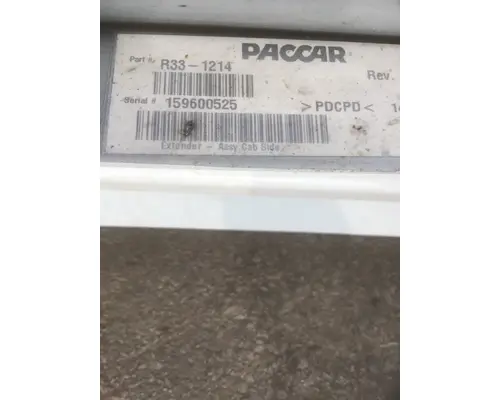 PACCAR
Part #: R33-1214
Rev.
Serial # 159600525
>PDCPD<
Extender - Assy Cab Side